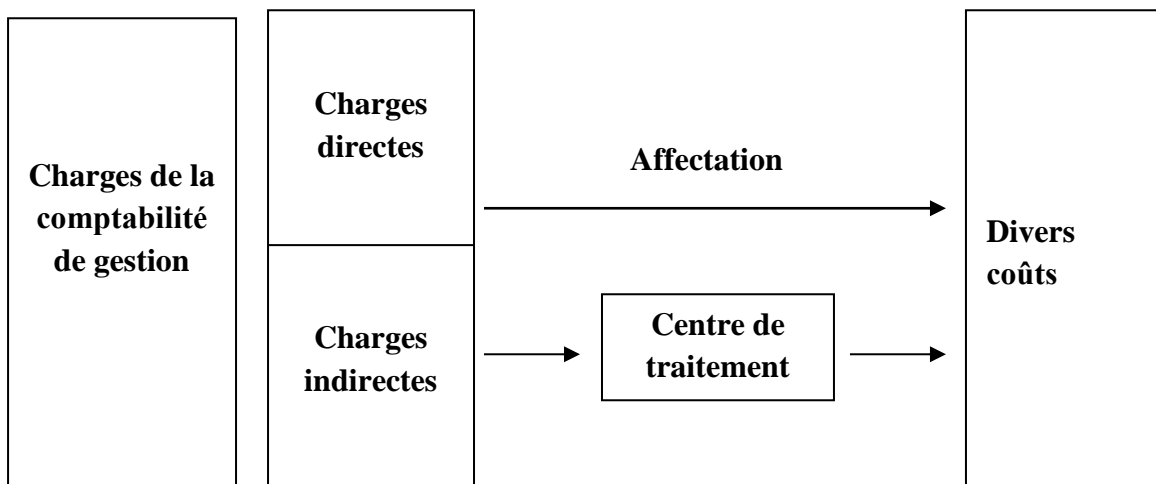 Charges de la
comptabilité
de gestion
Charges
directes
Affectation
Charges
indirectes
Centre de
traitement
Divers
coûts